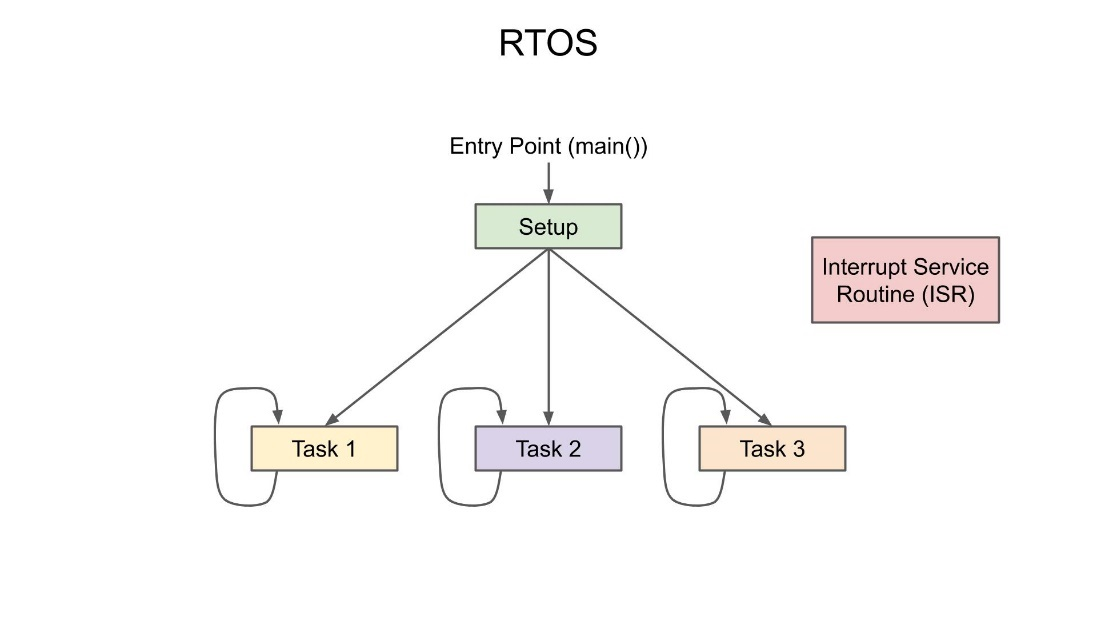 RTOS
Entry Point (main())
Setup
Interrupt Service
Routine (ISR)
Task 1
Task 2
Task 3